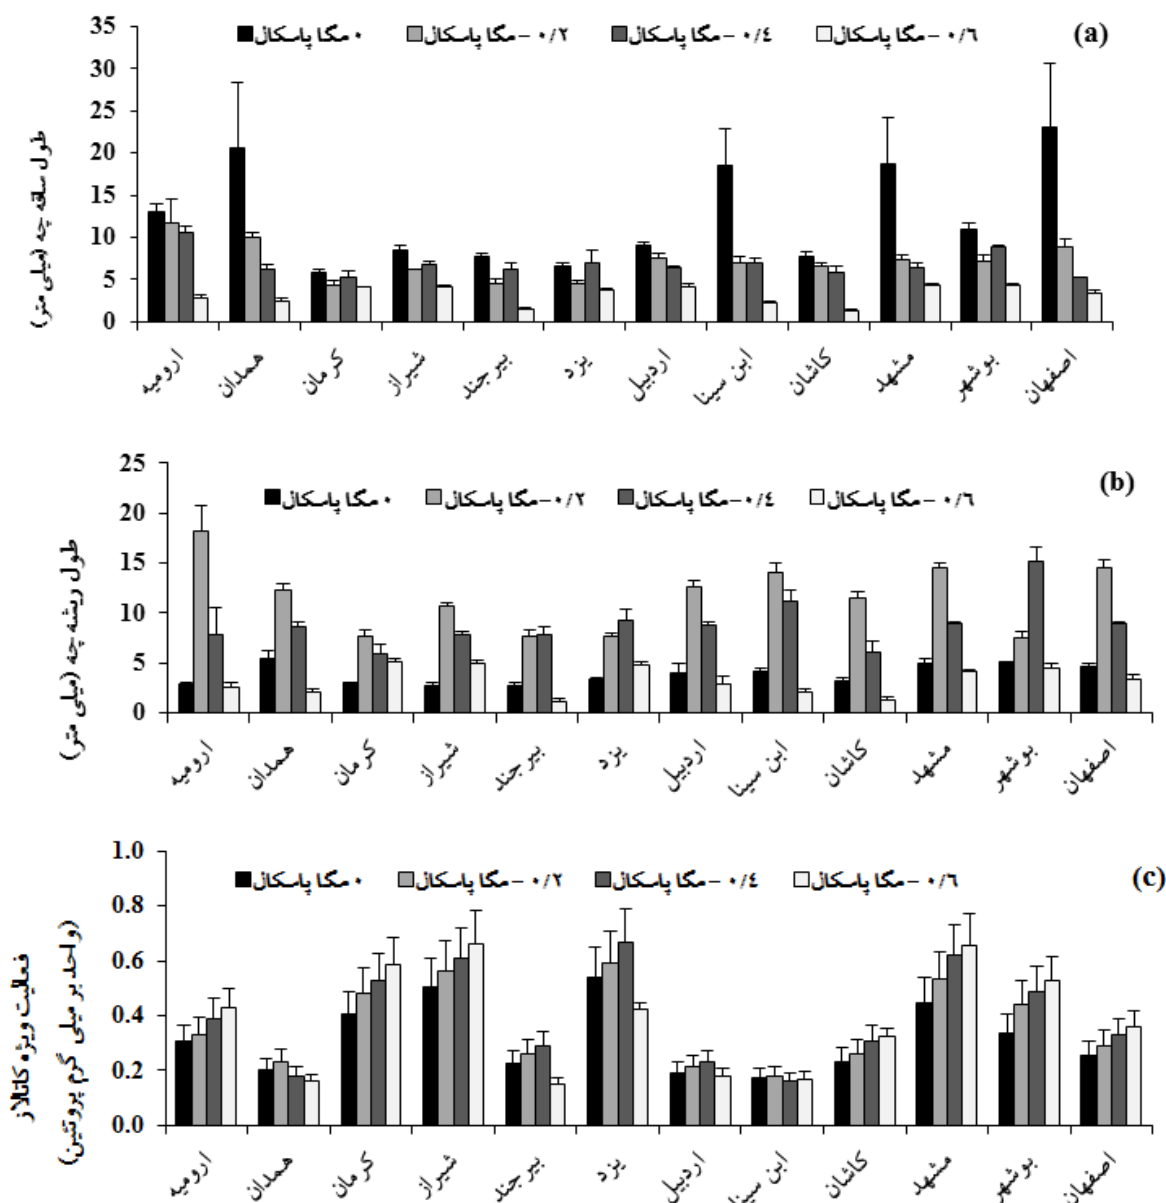 (a)
۰ مگا پاسکال ۰/۲ – مگا پاسکال ۰/٤ – مگا پاسکال ۰/٦ – مگا پاسکال
طول ساقه چه (میلی متر)
35
30
25
20
15
10
5
0
ارومیه همدان کرمان شیراز بیرجند یزد اردبیل ابن سینا کاشان مشهد بوشهر اصفهان
(b)
۰ مگا پاسکال ۰/۲ – مگا پاسکال ۰/٤ – مگا پاسکال ۰/٦ – مگا پاسکال
طول ریشه چه (میلی متر)
25
20
15
10
5
0
ارومیه همدان کرمان شیراز بیرجند یزد اردبیل ابن سینا کاشان مشهد بوشهر اصفهان
(c)
۰ مگا پاسکال ۰/۲ – مگا پاسکال ۰/٤ – مگا پاسکال ۰/٦ – مگا پاسکال
فعالیت ویژه کاتالاز
(واحد بر میلی گرم پروتئین)
1.0
0.8
0.6
0.4
0.2
0.0
ارومیه همدان کرمان شیراز بیرجند یزد اردبیل ابن سینا کاشان مشهد بوشهر اصفهان